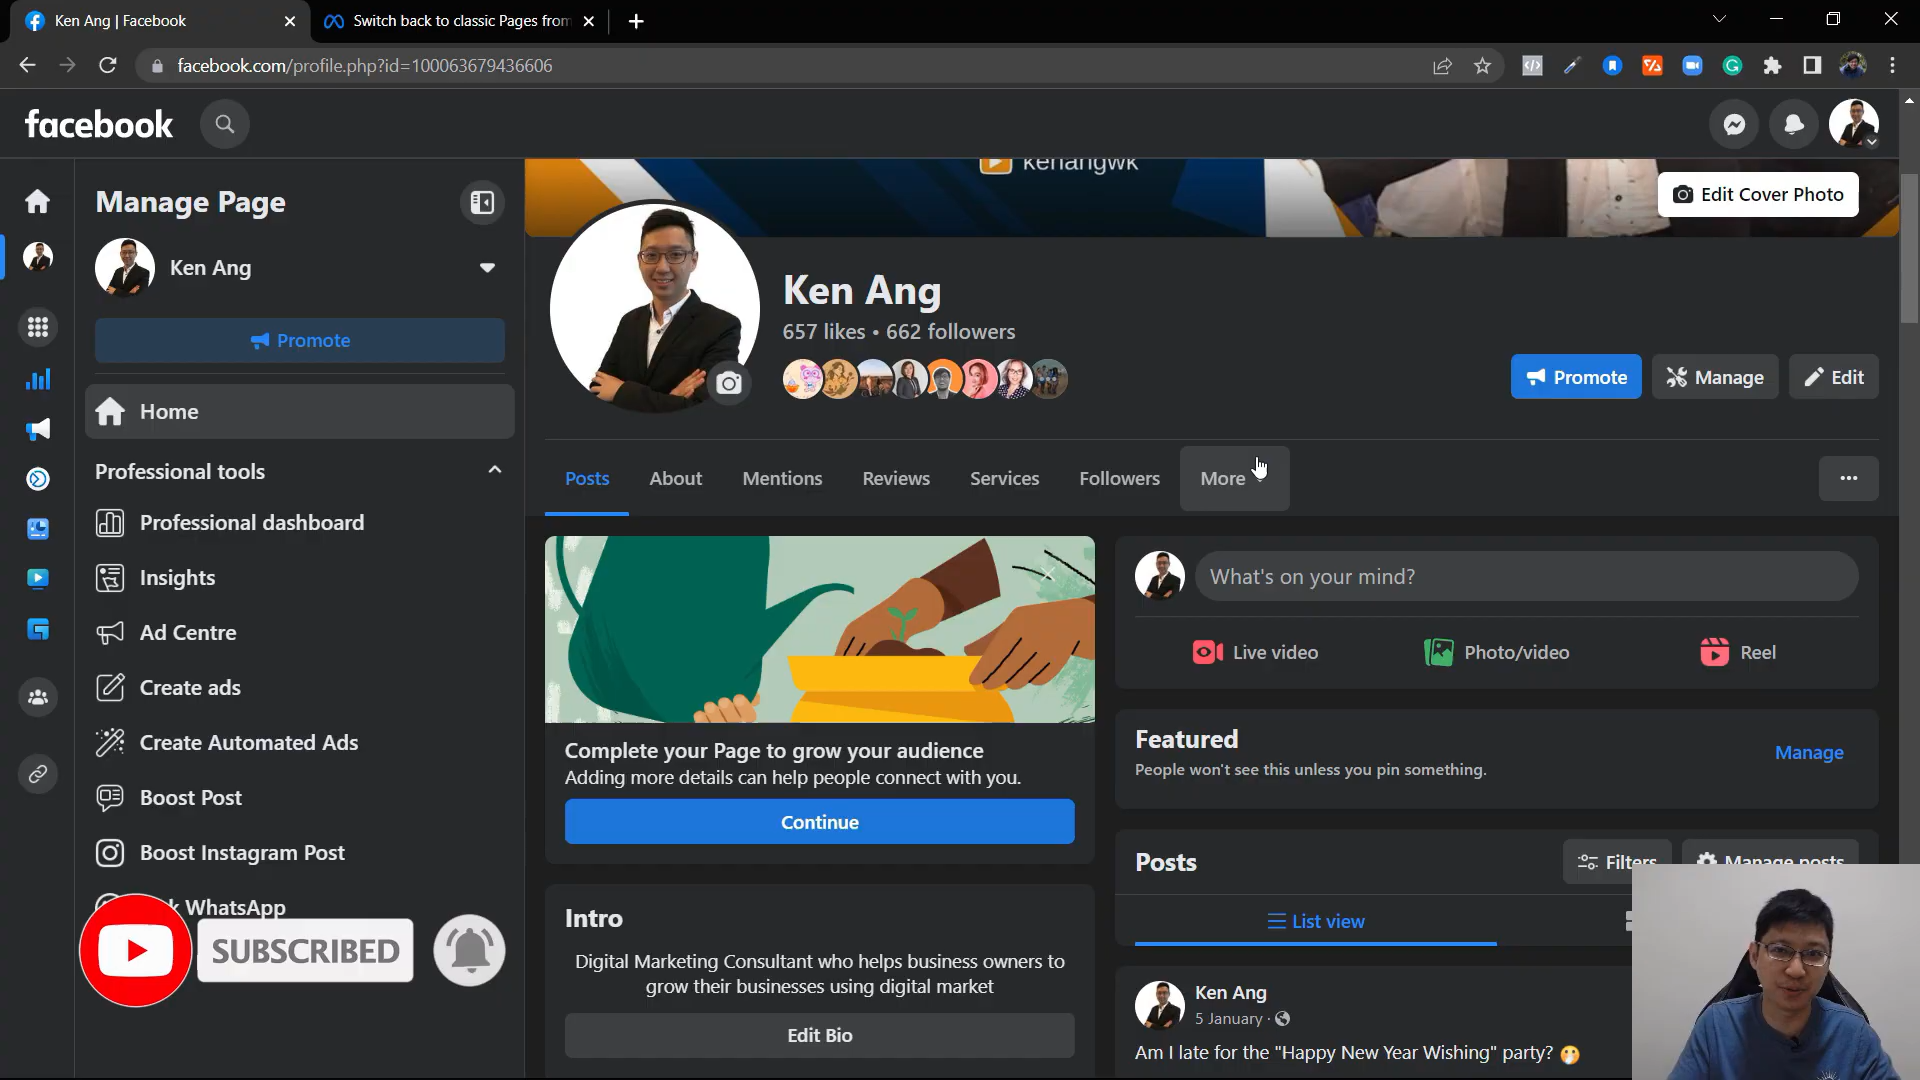 Ken Ang | Facebook
Switch back to classic Pages from
facebook.com/profile.php?id=100063679436606
facebook
kenangwk
Edit Cover Photo
Manage Page
Ken Ang
Promote
Home
Professional tools
Professional dashboard
Insights
Ad Centre
Create ads
Create Automated Ads
Boost Post
Boost Instagram Post
WhatsApp
SUBSCRIBED
Ken Ang
657 likes • 662 followers
Promote
Manage
Edit
Posts
About
Mentions
Reviews
Services
Followers
More
Complete your Page to grow your audience
Adding more details can help people connect with you.
Continue
Intro
Digital Marketing Consultant who helps business owners to
grow their businesses using digital market
Edit Bio
What's on your mind?
Live video
Photo/video
Reel
Featured
Manage
People won't see this unless you pin something.
Posts
Filters
Manage posts
List view
Ken Ang
5 January ·
Am I late for the "Happy New Year Wishing" party? 🤭